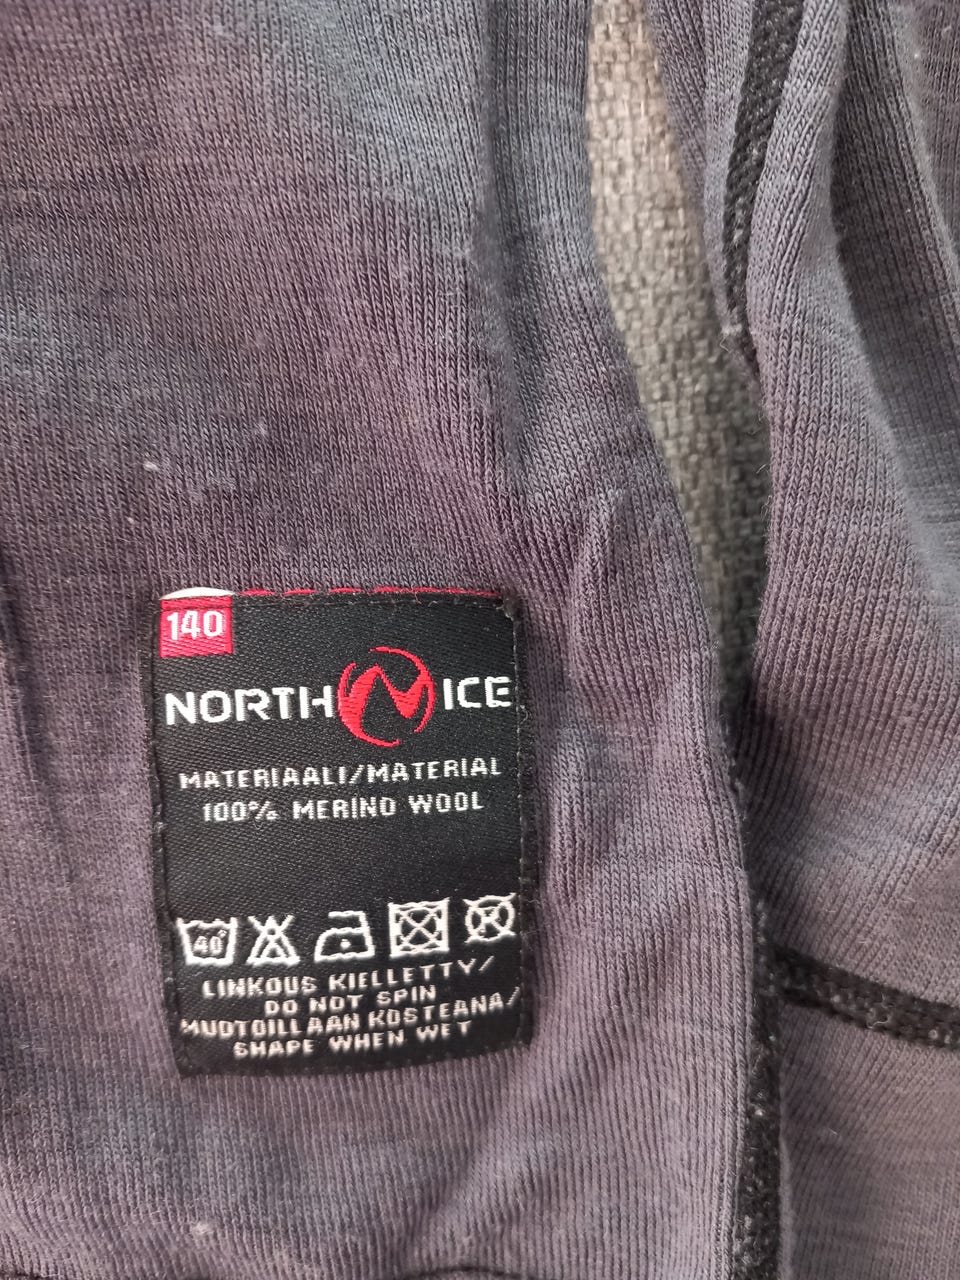 140
NORTH ICE
MATERIAALI/MATERIAL
100% MERINO WOOL
40°
LINKOUS KIELLETTY/
DO NOT SPIN
MUOTOILLAAN KOSTEANA/
SHAPE WHEN WET